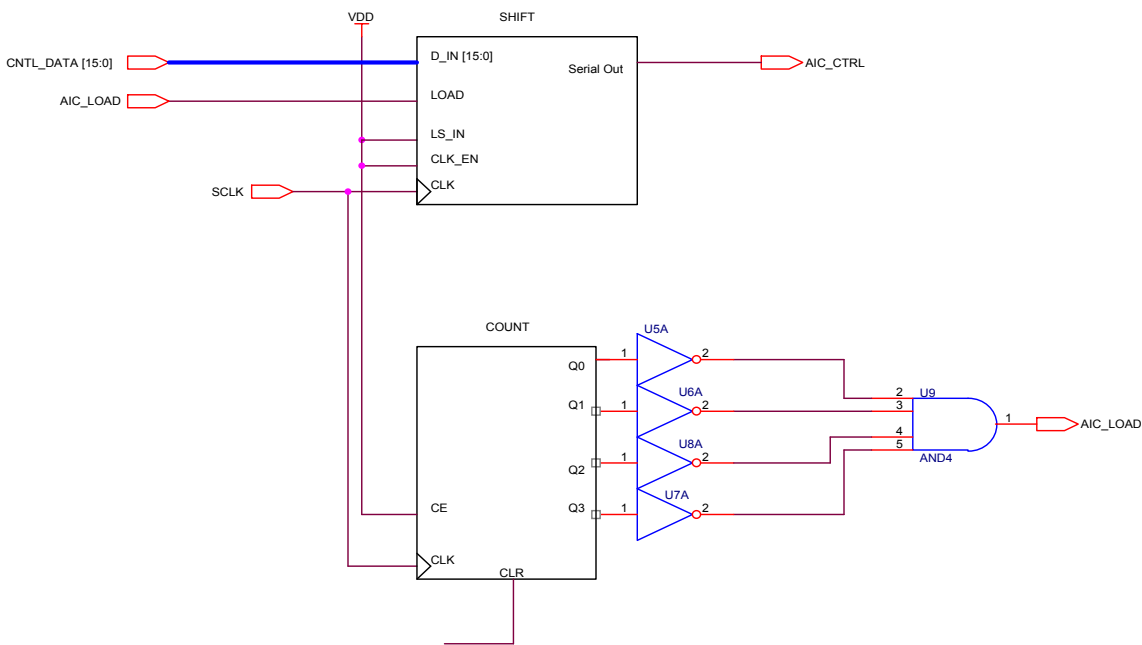 VDD
SHIFT
CNTL_DATA [15:0]
D_IN [15:0]
Serial Out
AIC_CTRL
AIC_LOAD
LOAD
LS_IN
CLK_EN
SCLK
CLK
COUNT
U5A
Q0
1
2
U6A
Q1
1
2
U8A
Q2
1
2
U7A
Q3
1
2
2
U9
3
4
5
1
AND4
AIC_LOAD
CE
CLK
CLR